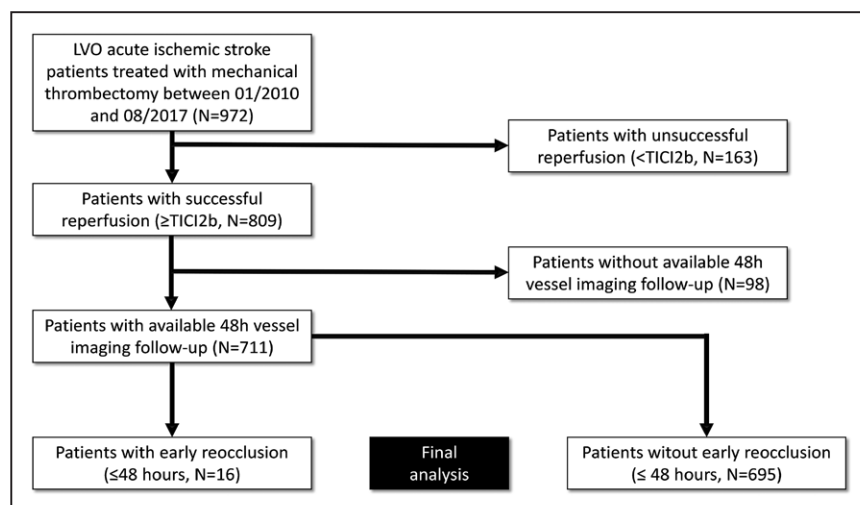 LVO acute ischemic stroke
patients treated with mechanical
thrombectomy between 01/2010
and 08/2017 (N=972)
Patients with unsuccessful
reperfusion (<TICI2b, N=163)
Patients with successful
reperfusion (≥TICI2b, N=809)
Patients without available 48h
vessel imaging follow-up (N=98)
Patients with available 48h vessel
imaging follow-up (N=711)
Patients with early reocclusion
(≤48 hours, N=16)
Final
analysis
Patients witout early reocclusion
(≤ 48 hours, N=695)